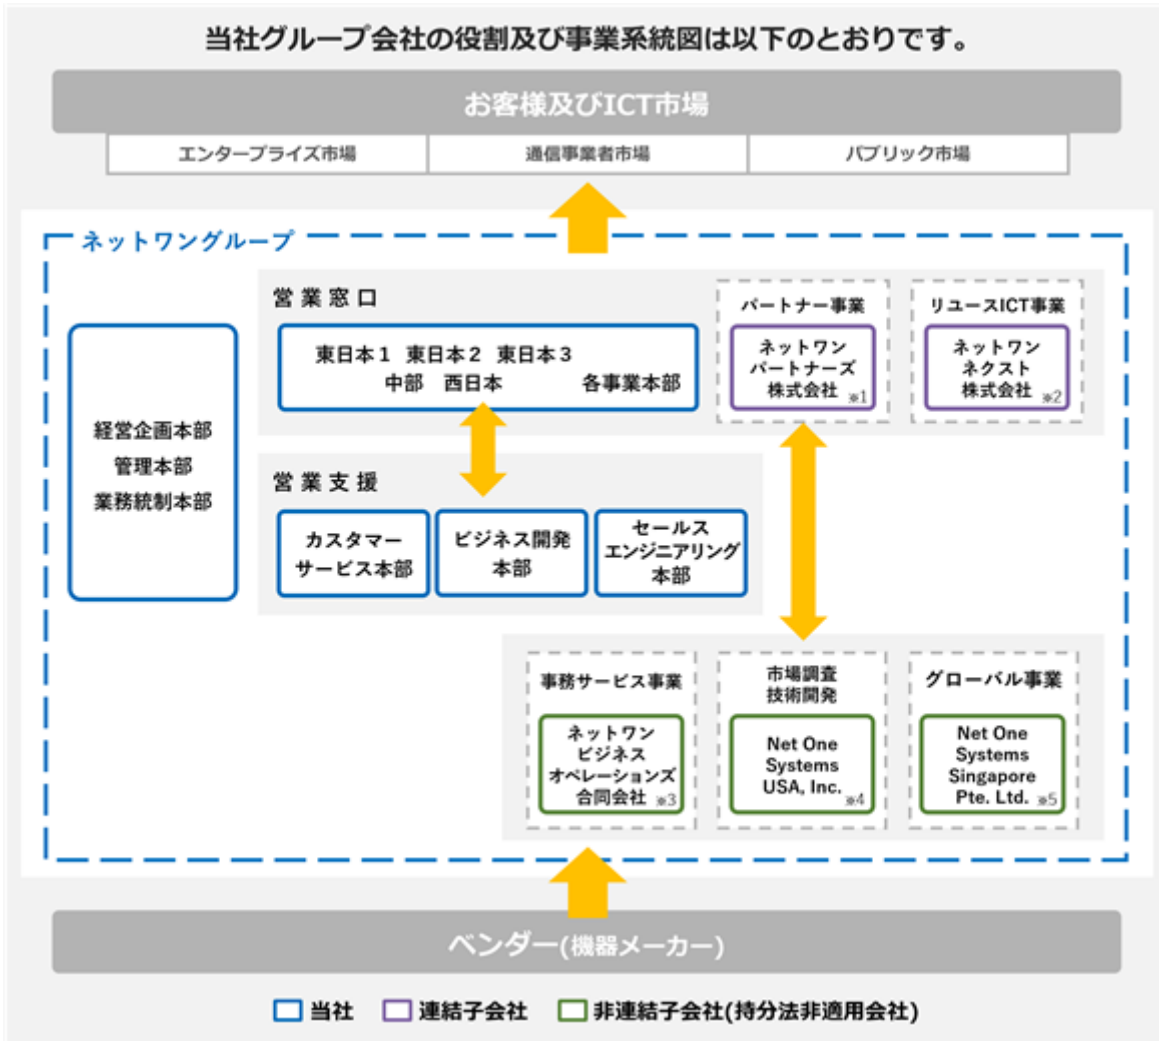 当社グループ会社の役割及び事業系統図は以下のとおりです。
お客様及びICT市場
エンタープライズ市場
通信事業者市場
パブリック市場
ネットワングループ
経営企画本部
管理本部
業務統制本部
営業窓口
東日本1 東日本2 東日本3
中部 西日本 各事業本部
パートナー事業
ネットワン
パートナーズ
株式会社 ※1
リユースICT事業
ネットワン
ネクスト
株式会社 ※2
営業支援
カスタマー
サービス本部
ビジネス開発
本部
セールス
エンジニアリング
本部
事務サービス事業
ネットワン
ビジネス
オペレーションズ
合同会社 ※3
市場調査
技術開発
Net One
Systems
USA, Inc. ※4
グローバル事業
Net One
Systems
Singapore
Pte. Ltd. ※5
ベンダー(機器メーカー)
当社 連結子会社 非連結子会社(持分法非適用会社)